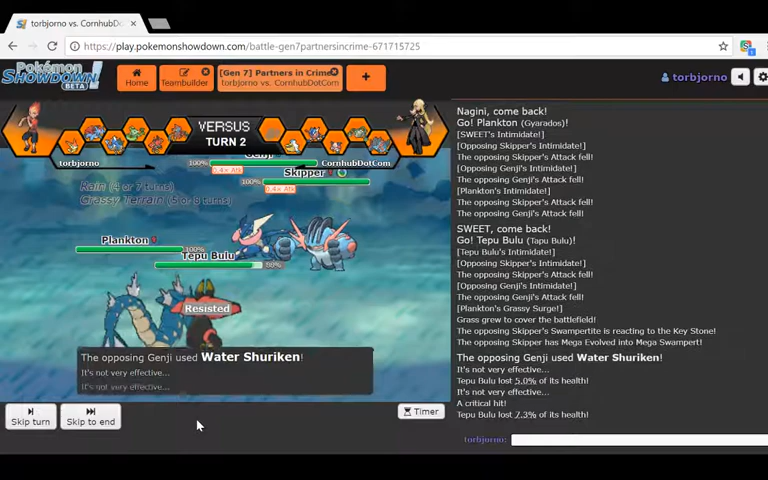 torbjorno vs. CornhubDotCom
https://play.pokemonshowdown.com/battle-gen7partnersincrime-671715725
Pokémon
SHOWDOWN!
BETA
Home
Teambuilder
[Gen 7] Partners in Crime
torbjorno vs. CornhubDotCom
+
torbjorno
VERSUS
TURN 2
torbjorno
CornhubDotCom
Genji
100%
0.4× Atk
Skipper
100%
0.4× Atk
Rain (4 or 7 turns)
Grassy Terrain (5 or 8 turns)
Plankton
100%
Tepu Bulu
Resisted
The opposing Genji used Water Shuriken!
It's not very effective...
It's not very effective...
Skip turn
Skip to end
Timer
Nagini, come back!
Go! Plankton (Gyarados)!
[SWEET's Intimidate!]
[Opposing Skipper's Intimidate!]
The opposing Skipper's Attack fell!
[Opposing Genji's Intimidate!]
The opposing Genji's Attack fell!
[Plankton's Intimidate!]
The opposing Skipper's Attack fell!
The opposing Genji's Attack fell!
SWEET, come back!
Go! Tepu Bulu (Tapu Bulu)!
[Tepu Bulu's Intimidate!]
[Opposing Skipper's Intimidate!]
The opposing Skipper's Attack fell!
[Opposing Genji's Intimidate!]
The opposing Genji's Attack fell!
[Plankton's Grassy Surge!]
Grass grew to cover the battlefield!
The opposing Skipper's Swampertite is reacting to the Key Stone!
The opposing Skipper has Mega Evolved into Mega Swampert!
The opposing Genji used Water Shuriken!
It's not very effective...
Tepu Bulu lost 5.0% of its health!
It's not very effective...
A critical hit!
Tepu Bulu lost 7.3% of its health!
torbjorno: